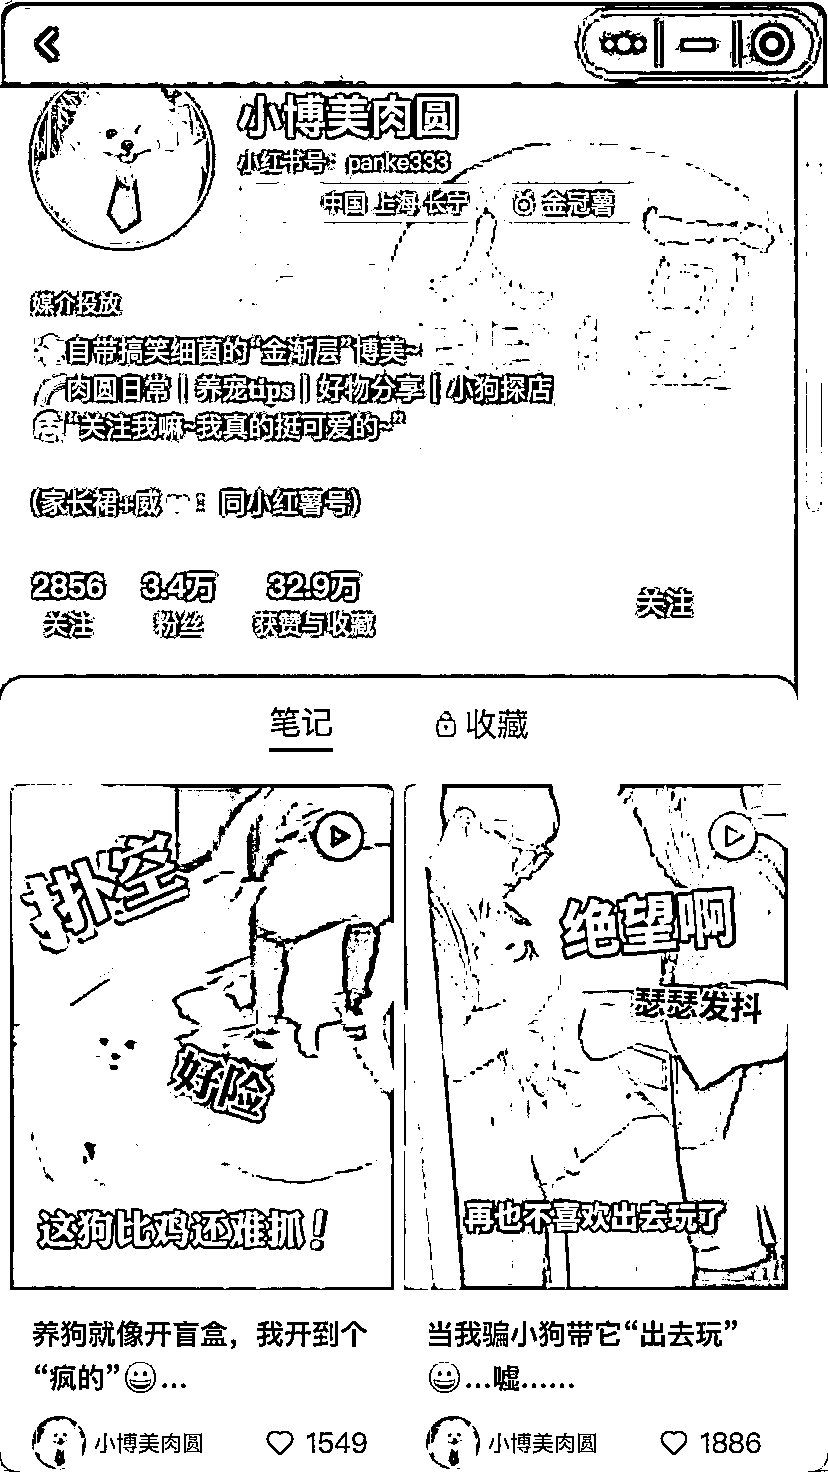 小博美肉圆
小红书号：panke333
中国 上海 长宁
金冠薯
媒介投放
自带搞笑细菌的“金渐层”博美~
肉圆日常｜养宠tips｜好物分享｜小狗探店
“关注我嘛~我真的挺可爱的~”
(家长裙+威 ： 同小红薯号)
2856 3.4万 32.9万
关注 粉丝 获赞与收藏
关注
笔记 收藏
扑空
好险
这狗比鸡还难抓！
绝望啊
瑟瑟发抖
再也不喜欢出去玩了
养狗就像开盲盒，我开到个
“疯的”😀...
小博美肉圆 1549
当我骗小狗带它“出去玩”
😀...嘘......
小博美肉圆 1886